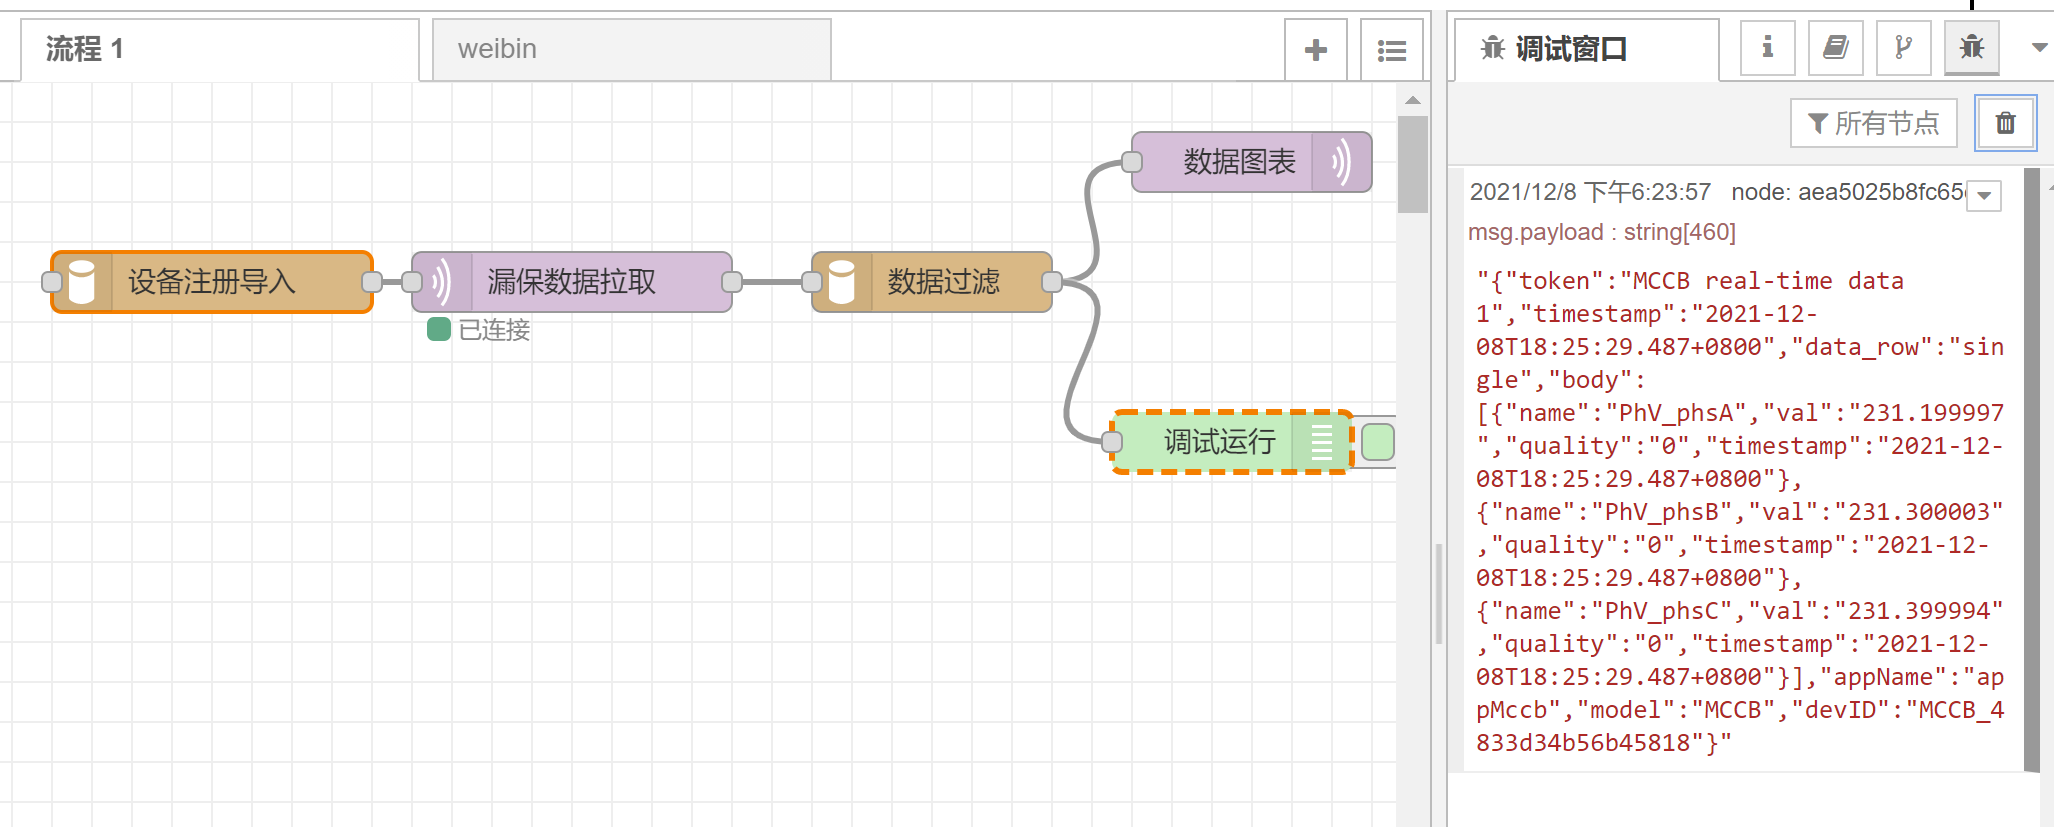 流程 1
weibin
数据图表
设备注册导入
漏保数据拉取
数据过滤
已连接
调试运行
调试窗口
所有节点
2021/12/8 下午6:23:57 node: aea5025b8fc65
msg.payload : string[460]
"{"token":"MCCB real-time data
1","timestamp":"2021-12-
08T18:25:29.487+0800","data_row":"sin
gle","body":
[{"name":"PhV_phsA","val":"231.199997
","quality":"0","timestamp":"2021-12-
08T18:25:29.487+0800"},
{"name":"PhV_phsB","val":"231.300003"
,"quality":"0","timestamp":"2021-12-
08T18:25:29.487+0800"},
{"name":"PhV_phsC","val":"231.399994"
,"quality":"0","timestamp":"2021-12-
08T18:25:29.487+0800"}],"appName":"ap
pMccb","model":"MCCB","devID":"MCCB_4
833d34b56b45818"}"